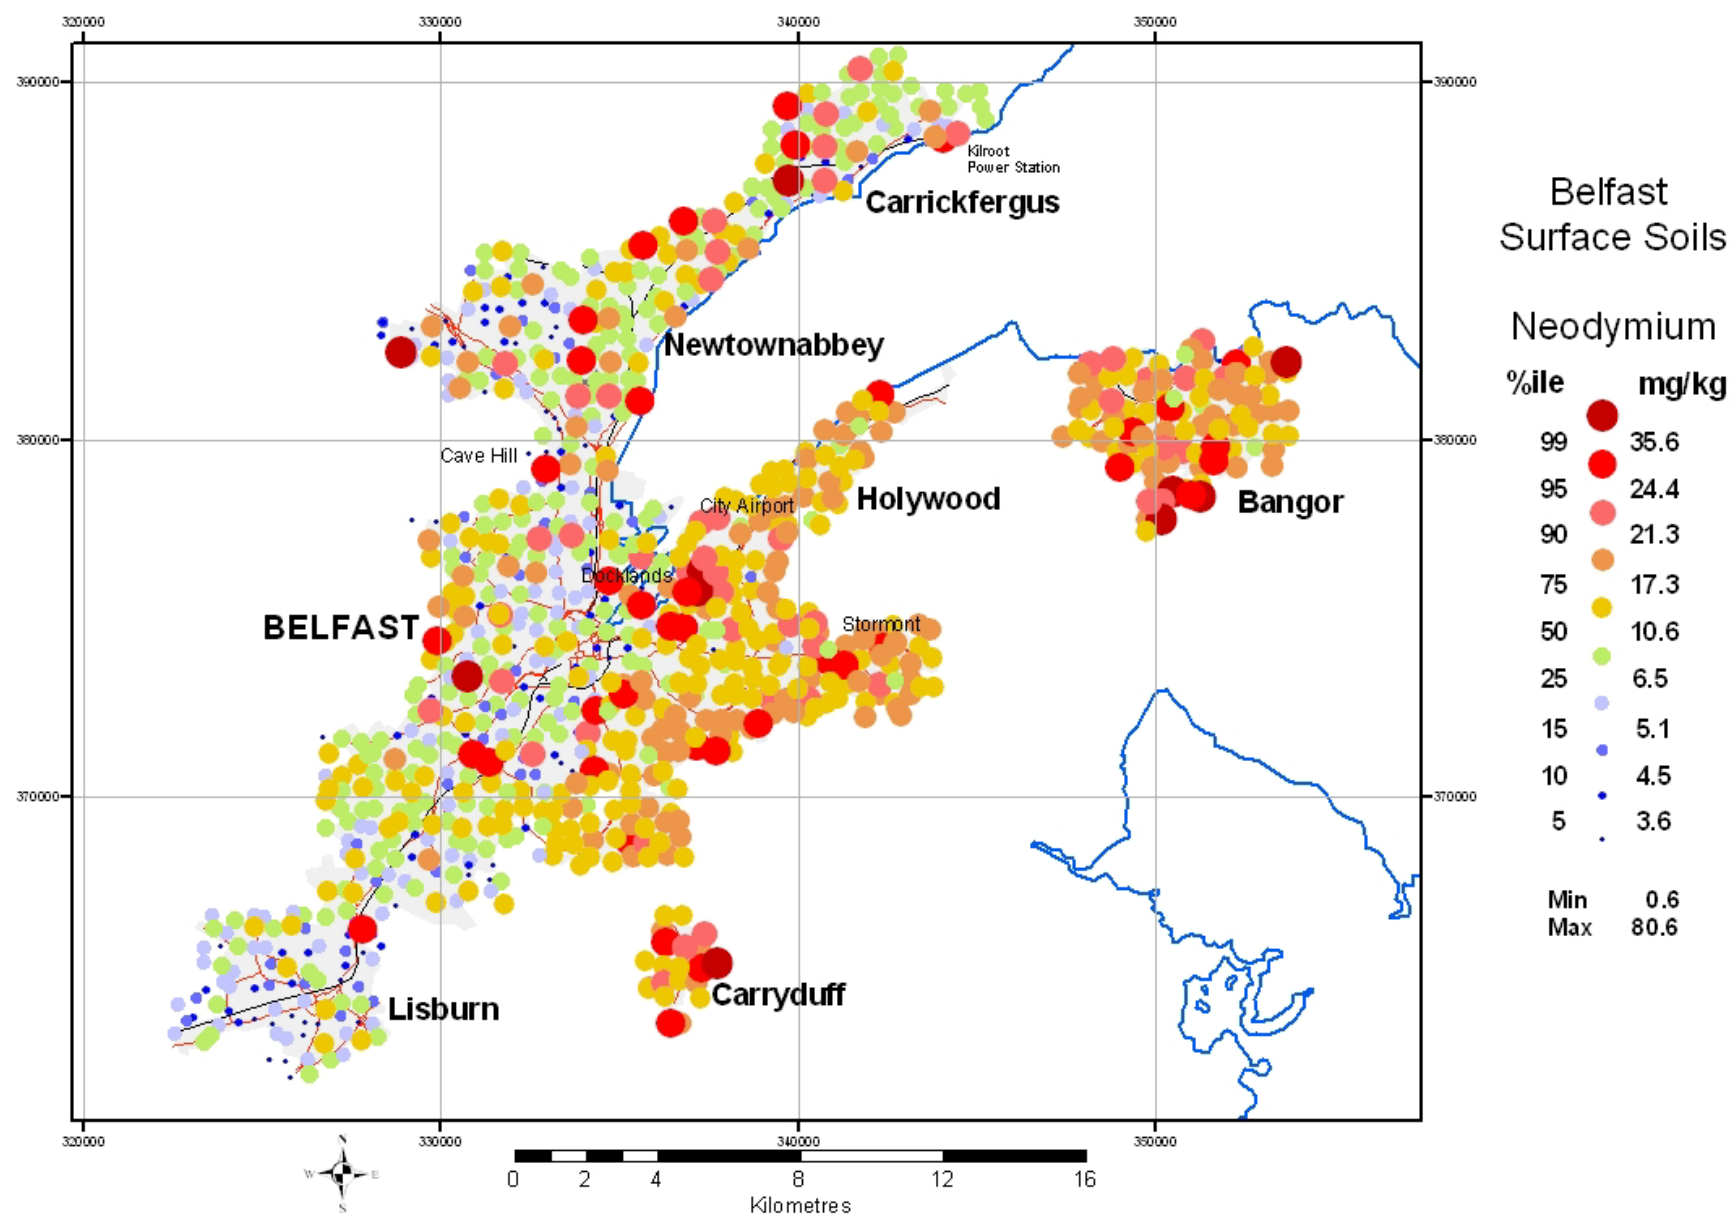 320000 330000 340000 350000
390000 390000
Kilroot
Power Station
Carrickfergus
Belfast
Surface Soils
Neodymium
%ile mg/kg
Newtownabbey
380000 380000
Cave Hill
Holywood
Bangor
City Airport
Docklands
BELFAST
Stormont
99 35.6
95 24.4
90 21.3
75 17.3
50 10.6
25 6.5
15 5.1
10 4.5
5 3.6
370000 370000
Min 0.6
Max 80.6
Carryduff
Lisburn
320000 330000 340000 350000
N
W E
S
0 2 4 8 12 16
Kilometres